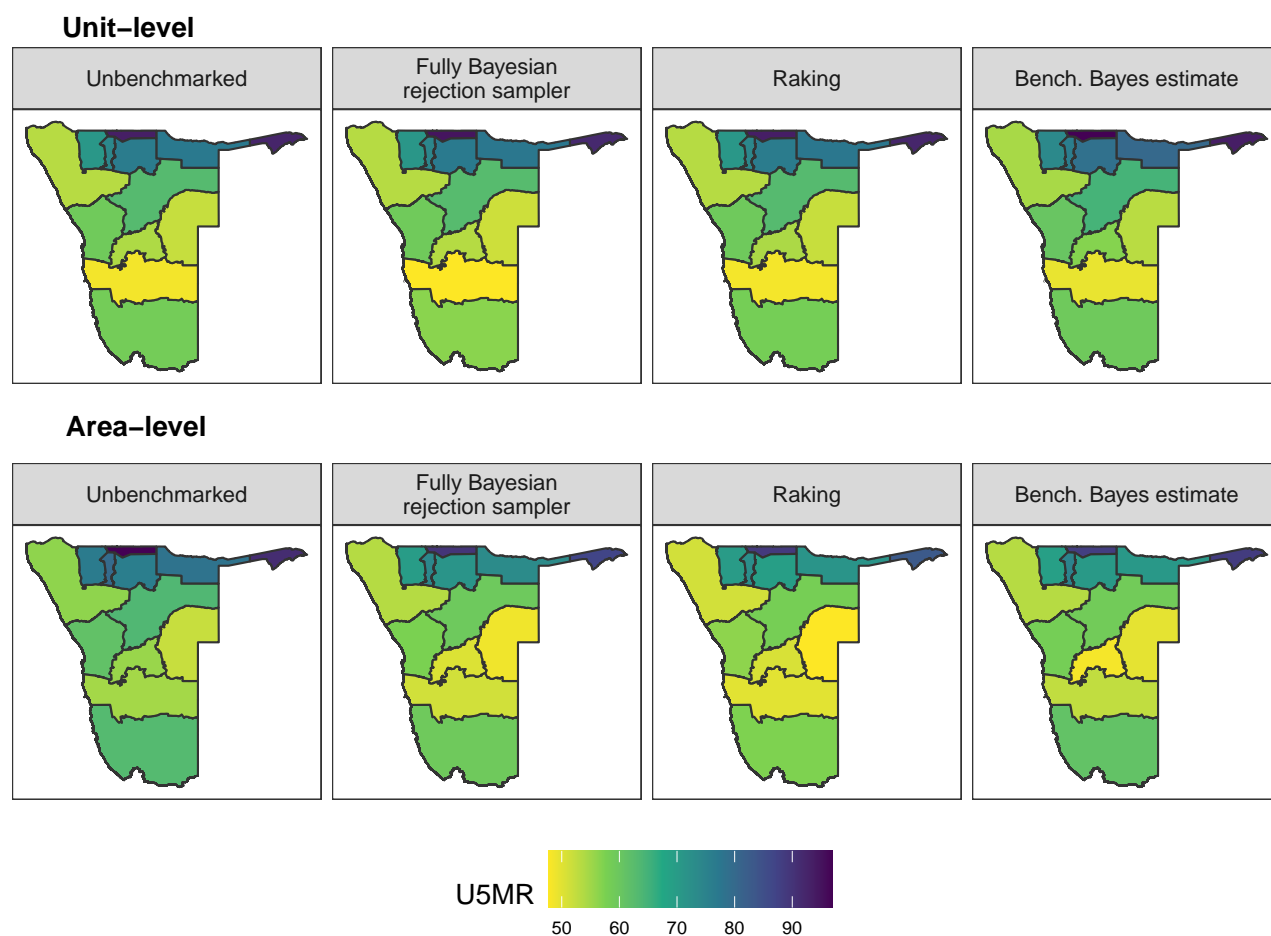 Unit−level
Unbenchmarked
Fully Bayesian
rejection sampler
Raking
Bench. Bayes estimate
Area−level
Unbenchmarked
Fully Bayesian
rejection sampler
Raking
Bench. Bayes estimate
U5MR
50 60 70 80 90